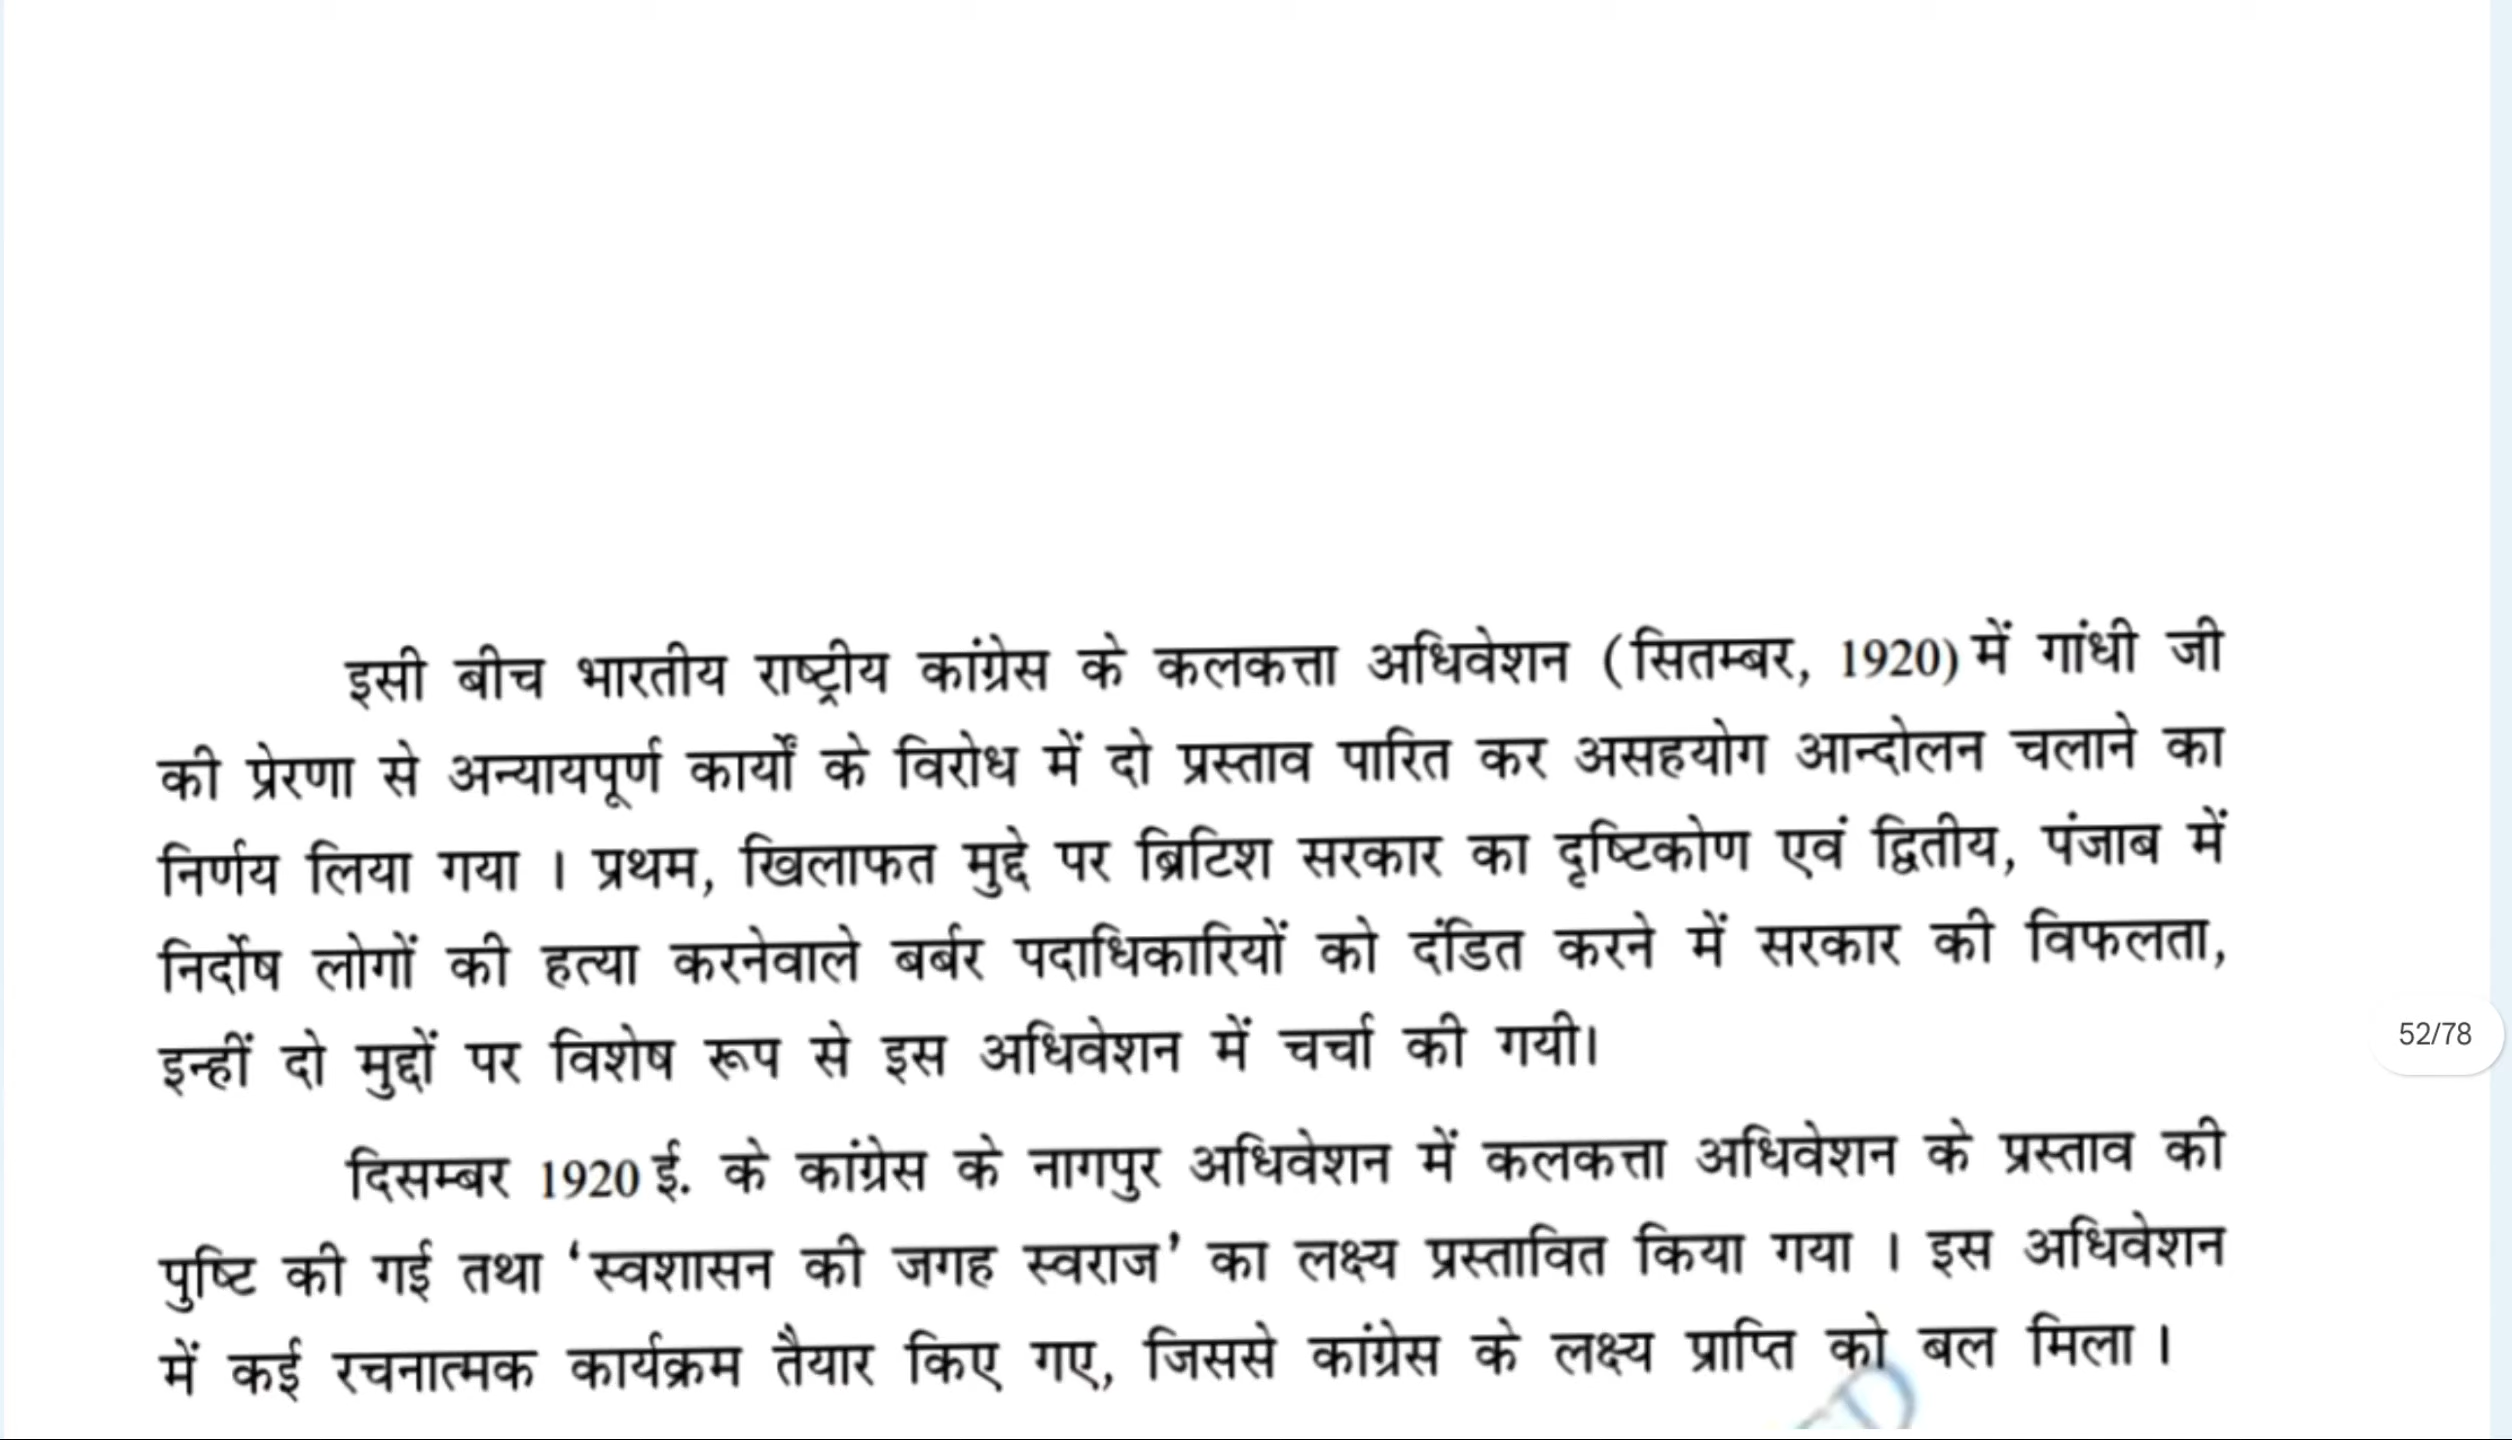 इसी बीच भारतीय राष्ट्रीय कांग्रेस के कलकत्ता अधिवेशन (सितम्बर, 1920) में गांधी जी
की प्रेरणा से अन्यायपूर्ण कार्यों के विरोध में दो प्रस्ताव पारित कर असहयोग आन्दोलन चलाने का
निर्णय लिया गया । प्रथम, खिलाफत मुद्दे पर ब्रिटिश सरकार का दृष्टिकोण एवं द्वितीय, पंजाब में
निर्दोष लोगों की हत्या करनेवाले बर्बर पदाधिकारियों को दंडित करने में सरकार की विफलता,
इन्हीं दो मुद्दों पर विशेष रूप से इस अधिवेशन में चर्चा की गयी।
52/78
दिसम्बर 1920 ई. के कांग्रेस के नागपुर अधिवेशन में कलकत्ता अधिवेशन के प्रस्ताव की
पुष्टि की गई तथा ‘स्वशासन की जगह स्वराज’ का लक्ष्य प्रस्तावित किया गया । इस अधिवेशन
में कई रचनात्मक कार्यक्रम तैयार किए गए, जिससे कांग्रेस के लक्ष्य प्राप्ति को बल मिला ।